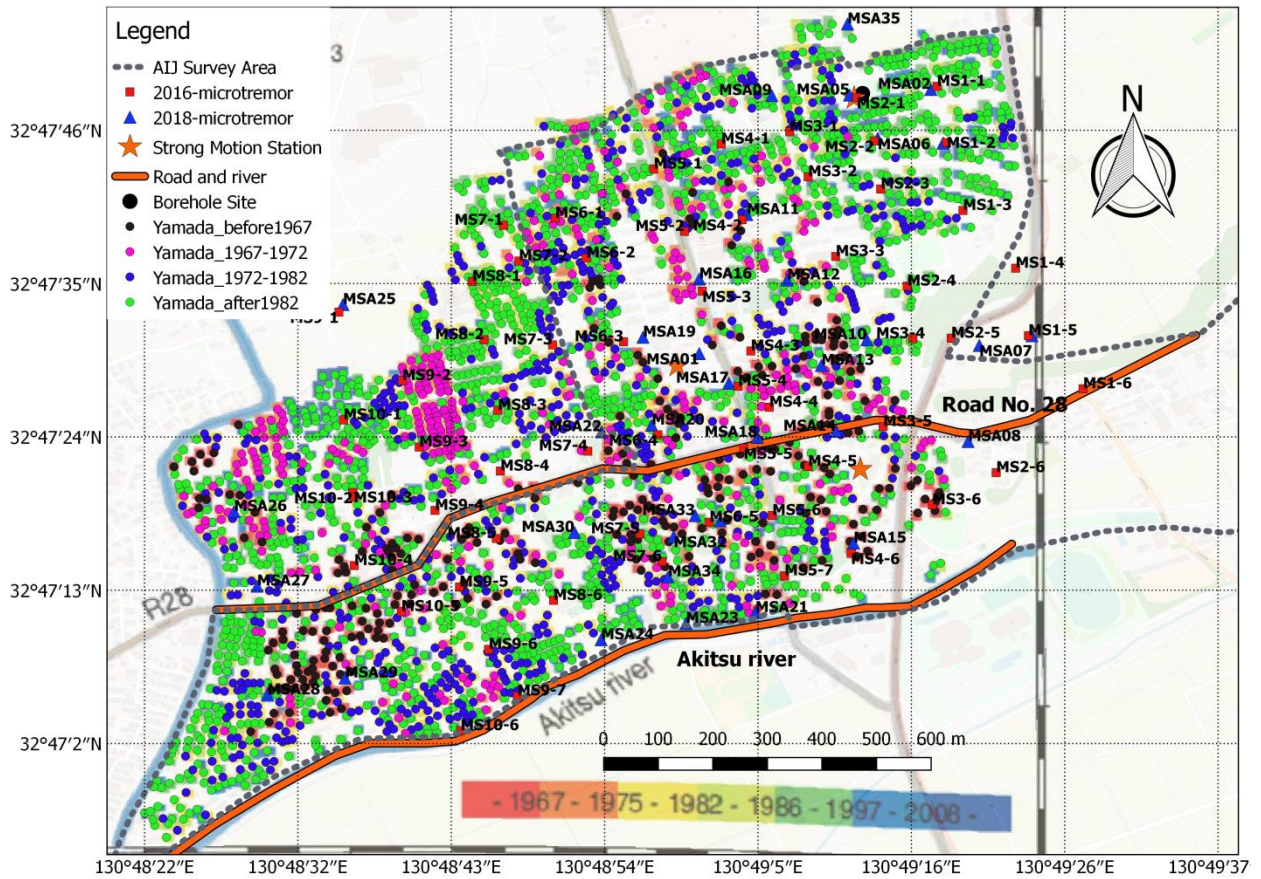 Legend
AIJ Survey Area
2016-microtremor
2018-microtremor
Strong Motion Station
Road and river
Borehole Site
Yamada_before1967
Yamada_1967-1972
Yamada_1972-1982
Yamada_after1982
3
N
MSA35
MSA09
MSA05
MSA02
MS1-1
MS2-1
32°47′46″N
MS3-1
MS4-1
MS2-2
MSA06
MS1-2
MS5-1
MS3-2
MS2-3
MS1-3
MSA11
MS7-1
MS6-1
MS5-2
MS4-2
MS7-2
MS6-2
MS3-3
MS1-4
32°47′35″N
MS8-1
MSA16
MSA12
MS2-4
MS5-3
MSA25
MS9-1
MS8-2
MS7-3
MS6-3
MSA19
MSA10
MS3-4
MS2-5
MS1-5
MSA01
MS4-3
MSA13
MSA07
MS9-2
MSA17
MS5-4
MS1-6
MS10-1
MS8-3
MS4-4
Road No. 28
32°47′24″N
MSA22
MSA20
MSA18
MSA14
MS3-5
MSA08
MS9-3
MS7-4
MS6-4
MS5-5
MS8-4
MS4-5
MS2-6
MS10-2
MS10-3
MS9-4
MS3-6
MSA26
MSA33
MS6-5
MS5-6
MS8-5
MSA30
MS7-5
MSA32
MSA15
MS10-4
MS7-6
MS4-6
MSA27
MS9-5
MSA34
MS5-7
32°47′13″N
R28
MS10-5
MS8-6
MSA23
MSA21
MS9-6
MSA24
Akitsu river
MSA29
MSA28
MS9-7
Akitsu river
MS10-6
32°47′2″N
0 100 200 300 400 500 600 m
- 1967 - 1975 - 1982 - 1986 - 1997 - 2008 -
130°48′22″E 130°48′32″E 130°48′43″E 130°48′54″E 130°49′5″E 130°49′16″E 130°49′26″E 130°49′37″E